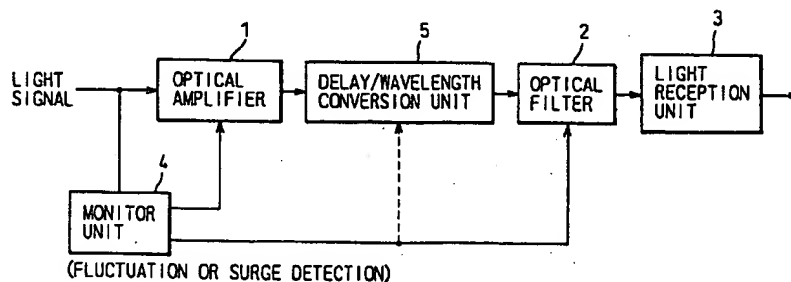 1
5
2
3
LIGHT
SIGNAL
OPTICAL
AMPLIFIER
DELAY/WAVELENGTH
CONVERSION UNIT
OPTICAL
FILTER
LIGHT
RECEPTION
UNIT
4
MONITOR
UNIT
(FLUCTUATION OR SURGE DETECTION)